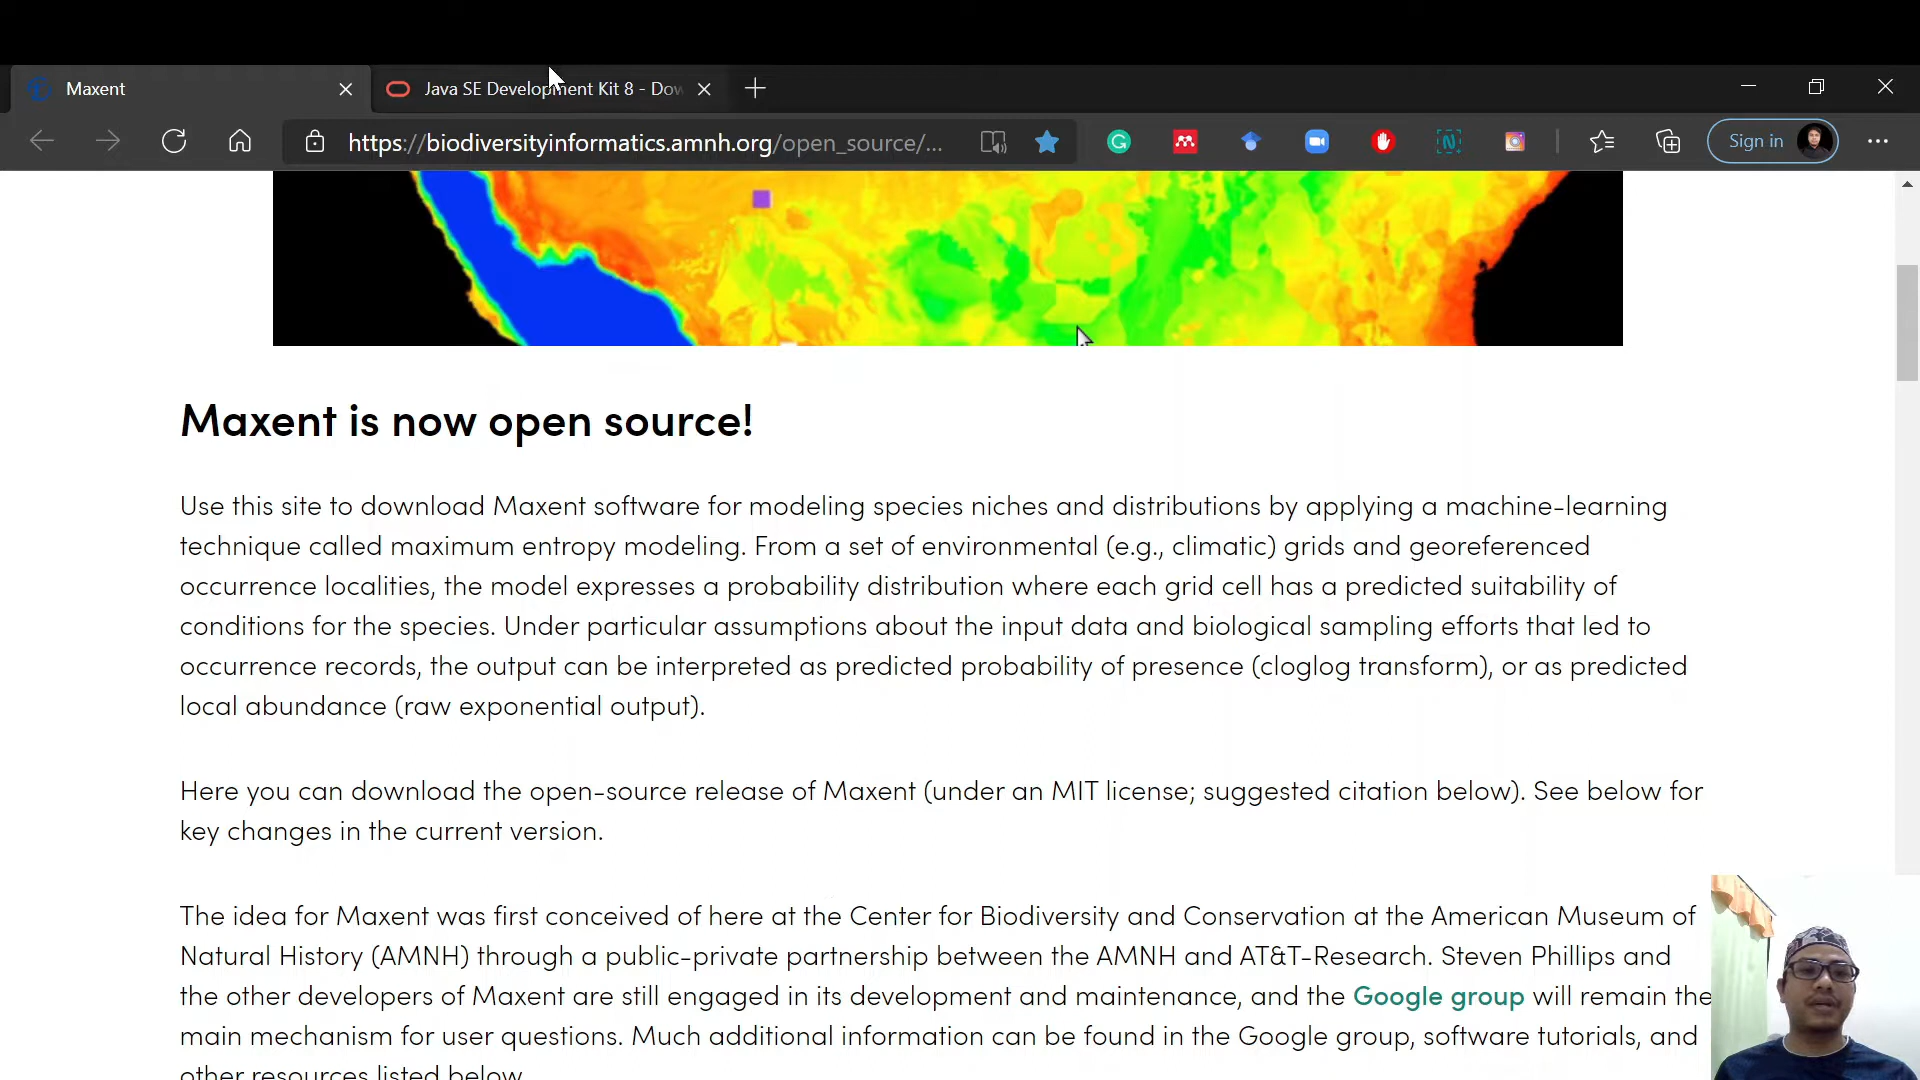 Maxent
Java SE Development Kit 8 - Dow
https://biodiversityinformatics.amnh.org/open_source/...
Sign in
Maxent is now open source!
Use this site to download Maxent software for modeling species niches and distributions by applying a machine-learning
technique called maximum entropy modeling. From a set of environmental (e.g., climatic) grids and georeferenced
occurrence localities, the model expresses a probability distribution where each grid cell has a predicted suitability of
conditions for the species. Under particular assumptions about the input data and biological sampling efforts that led to
occurrence records, the output can be interpreted as predicted probability of presence (cloglog transform), or as predicted
local abundance (raw exponential output).
Here you can download the open-source release of Maxent (under an MIT license; suggested citation below). See below for
key changes in the current version.
The idea for Maxent was first conceived of here at the Center for Biodiversity and Conservation at the American Museum of
Natural History (AMNH) through a public-private partnership between the AMNH and AT&T-Research. Steven Phillips and
the other developers of Maxent are still engaged in its development and maintenance, and the Google group will remain the
main mechanism for user questions. Much additional information can be found in the Google group, software tutorials, and
other resources listed below.